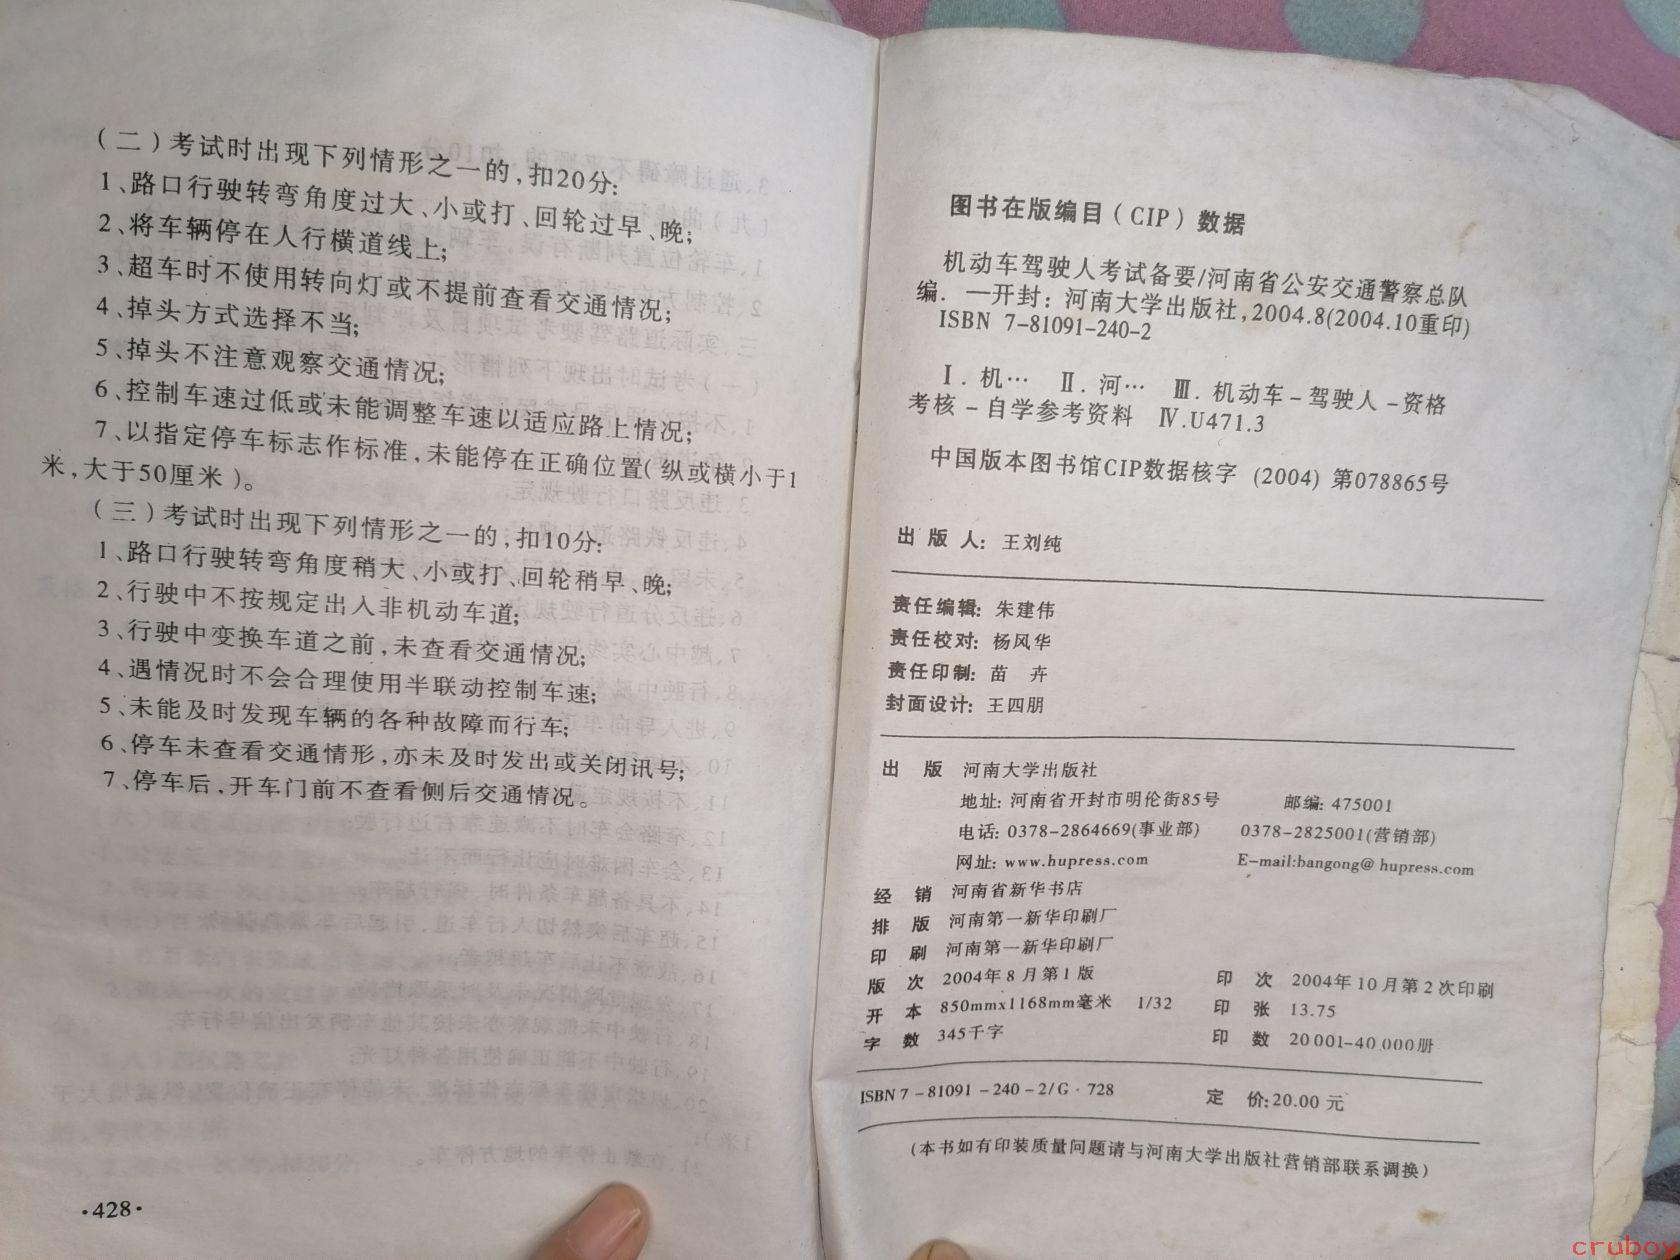 (二)考试时出现下列情形之一的,扣20分:
1、路口行驶转弯角度过大、小或打、回轮过早、晚;
2、将车辆停在人行横道线上;
3、超车时不使用转向灯或不提前查看交通情况;
4、掉头方式选择不当;
5、掉头不注意观察交通情况;
6、控制车速过低或未能调整车速以适应路上情况;
7、以指定停车标志作标准,未能停在正确位置(纵或横小于1
米,大于50厘米)。
(三)考试时出现下列情形之一的,扣10分:
1、路口行驶转弯角度稍大、小或打、回轮稍早、晚;
2、行驶中不按规定出入非机动车道;
3、行驶中变换车道之前,未查看交通情况;
4、遇情况时不会合理使用半联动控制车速;
5、未能及时发现车辆的各种故障而行车;
6、停车未查看交通情形,亦未及时发出或关闭讯号;
7、停车后,开车门前不查看侧后交通情况。
·428·
图书在版编目(CIP)数据
机动车驾驶人考试备要/河南省公安交通警察总队
编. —开封: 河南大学出版社,2004.8(2004.10重印)
ISBN 7-81091-240-2
Ⅰ. 机… Ⅱ. 河… Ⅲ. 机动车-驾驶人-资格
考核-自学参考资料 Ⅳ.U471.3
中国版本图书馆CIP数据核字 (2004) 第078865号
出 版 人: 王刘纯
责任编辑: 朱建伟
责任校对: 杨风华
责任印制: 苗 卉
封面设计: 王四朋
出 版 河南大学出版社
地址: 河南省开封市明伦街85号 邮编: 475001
电话: 0378-2864669(事业部) 0378-2825001(营销部)
网址: www.hupress.com E-mail:bangong@hupress.com
经 销 河南省新华书店
排 版 河南第一新华印刷厂
印 刷 河南第一新华印刷厂
版 次 2004年8月第1版 印 次 2004年10月第2次印刷
开 本 850mmx1168mm毫米 1/32 印 张 13.75
字 数 345千字 印 数 20 001-40 000册
ISBN 7-81091-240-2/G·728 定 价:20.00 元
(本书如有印装质量问题请与河南大学出版社营销部联系调换)
cruboy